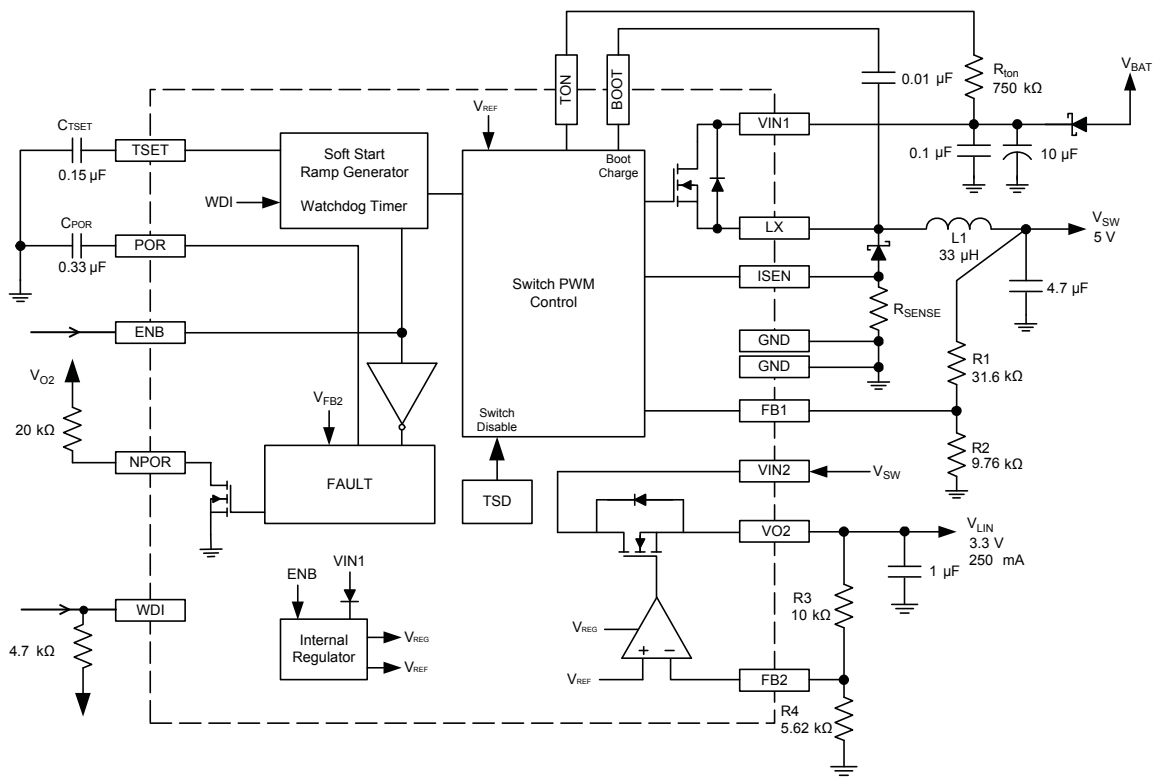 TON
BOOT
0.01 µF
Rton
750 kΩ
VBAT
VREF
CTSET
TSET
0.15 µF
Soft Start
Ramp Generator
Watchdog Timer
WDI
Boot
Charge
VIN1
0.1 µF
10 µF
CPOR
POR
0.33 µF
LX
L1
33 µH
VSW
5 V
Switch PWM
Control
ISEN
4.7 µF
RSENSE
ENB
GND
GND
R1
31.6 kΩ
VO2
20 kΩ
VFB2
Switch
Disable
FB1
NPOR
FAULT
TSD
R2
9.76 kΩ
VIN2
VSW
VO2
VLIN
3.3 V
250 mA
1 µF
WDI
4.7 kΩ
ENB
VIN1
Internal
Regulator
VREG
VREF
R3
10 kΩ
VREG
+ –
VREF
FB2
R4
5.62 kΩ